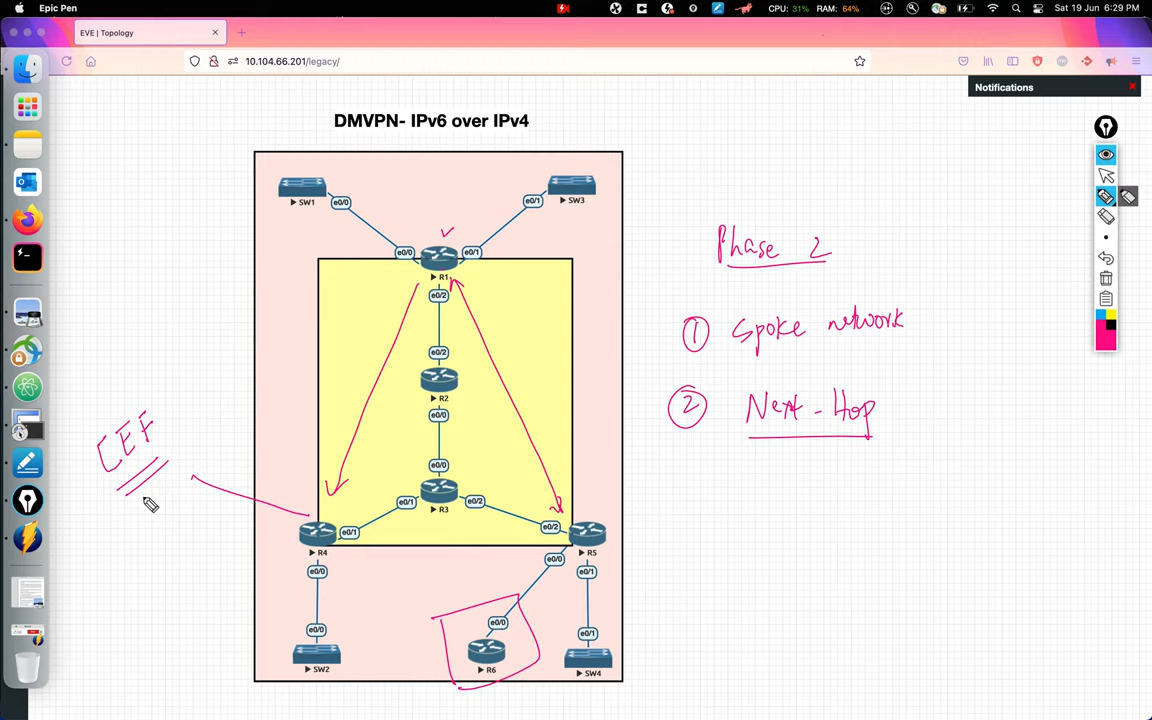 Epic Pen
CPU: 31% RAM: 64%
Sat 19 Jun 6:29 PM
EVE | Topology
10.104.66.201/legacy/
Notifications
DMVPN- IPv6 over IPv4
SW1
e0/0
e0/1
SW3
e0/0
e0/1
R1
e0/2
e0/2
R2
e0/0
e0/0
R3
e0/1
e0/2
R4
e0/1
e0/2
R5
e0/0
e0/0
e0/1
e0/0
SW2
e0/0
R6
e0/1
SW4
Phase 2
① Spoke network
② Next-Hop
CEF